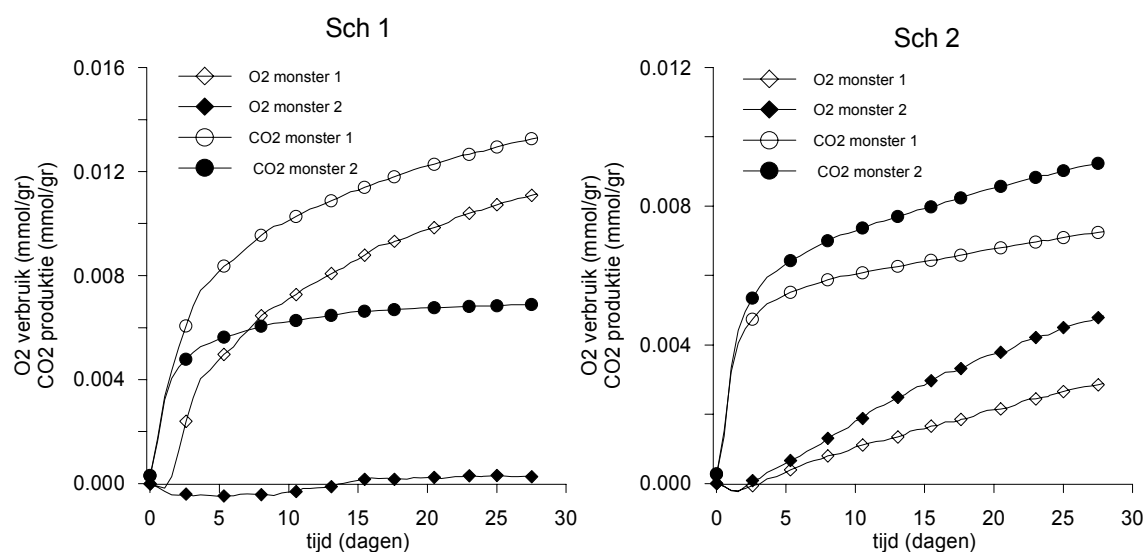 Sch 1
0.016
0.012
0.008
0.004
0.000
O2 verbruik (mmol/gr)
CO2 produktie (mmol/gr)
O2 monster 1
O2 monster 2
CO2 monster 1
CO2 monster 2
0 5 10 15 20 25 30
tijd (dagen)
Sch 2
0.012
0.008
0.004
0.000
O2 verbruik (mmol/gr)
CO2 produktie (mmol/gr)
O2 monster 1
O2 monster 2
CO2 monster 1
CO2 monster 2
0 5 10 15 20 25 30
tijd (dagen)